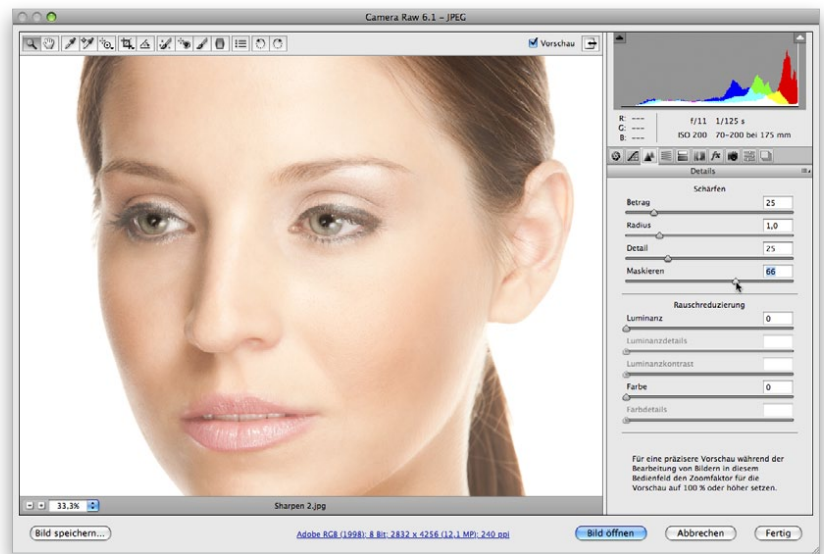 Camera Raw 6.1 – JPEG
Vorschau
R: ---
G: ---
B: ---
f/11 1/125 s
ISO 200 70-200 bei 175 mm
Details
Schärfen
Betrag 25
Radius 1,0
Detail 25
Maskieren 66
Rauschreduzierung
Luminanz 0
Luminanzdetails
Luminanzkontrast
Farbe 0
Farbdetails
Für eine präzisere Vorschau während der
Bearbeitung von Bildern in diesem
Bedienfeld den Zoomfaktor für die
Vorschau auf 100 % oder höher setzen.
33,3% Sharpen 2.jpg
Bild speichern... Adobe RGB (1998); 8 Bit; 2832 x 4256 (12,1 MP); 240 ppi Bild öffnen Abbrechen Fertig